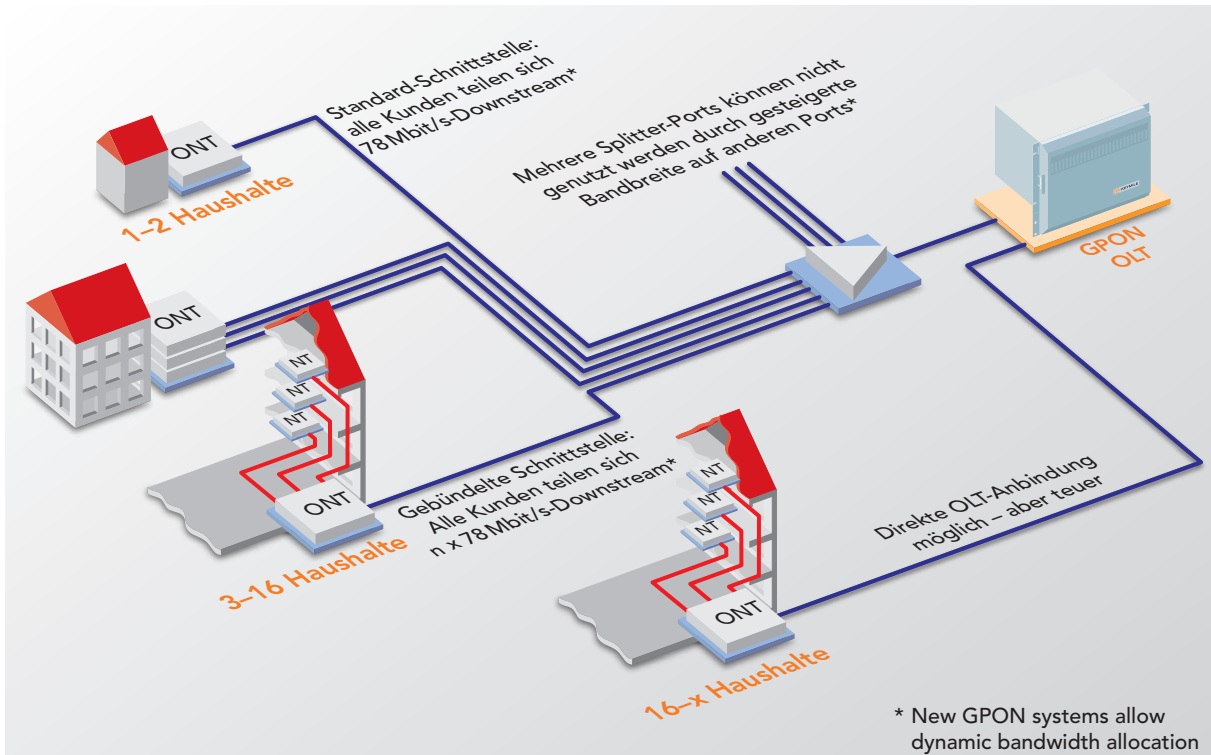 Standard-Schnittstelle:
alle Kunden teilen sich
78 Mbit/s-Downstream*
ONT
1–2 Haushalte
Mehrere Splitter-Ports können nicht
genutzt werden durch gesteigerte
Bandbreite auf anderen Ports*
KEYMILE
GPON
OLT
ONT
NT
NT
NT
ONT
3–16 Haushalte
Gebündelte Schnittstelle:
Alle Kunden teilen sich
n x 78 Mbit/s-Downstream*
NT
NT
NT
ONT
16–x Haushalte
Direkte OLT-Anbindung
möglich – aber teuer
* New GPON systems allow
dynamic bandwidth allocation